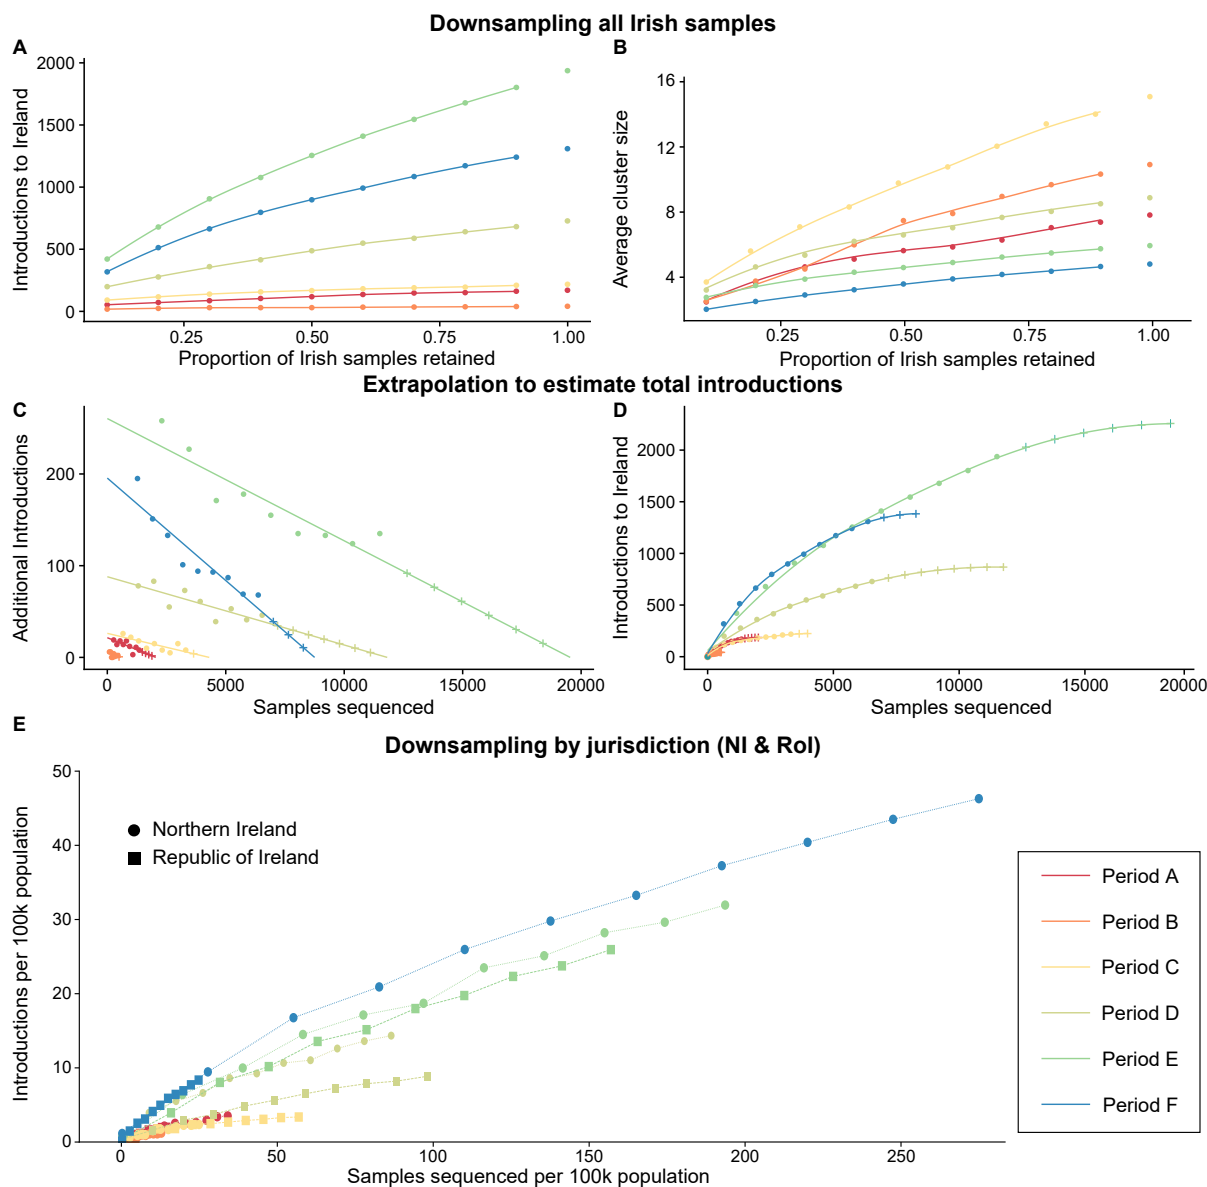 Downsampling all Irish samples
A
B
Introductions to Ireland
2000
1500
1000
500
0
0.25
0.50
0.75
1.00
Proportion of Irish samples retained
Average cluster size
16
12
8
4
0.25
0.50
0.75
1.00
Proportion of Irish samples retained
Extrapolation to estimate total introductions
C
D
Additional Introductions
200
100
0
0
5000
10000
15000
20000
Samples sequenced
Introductions to Ireland
2000
1500
1000
500
0
0
5000
10000
15000
20000
Samples sequenced
E
Downsampling by jurisdiction (NI & RoI)
Introductions per 100k population
50
40
30
20
10
0
0
50
100
150
200
250
Samples sequenced per 100k population
Northern Ireland
Republic of Ireland
Period A
Period B
Period C
Period D
Period E
Period F